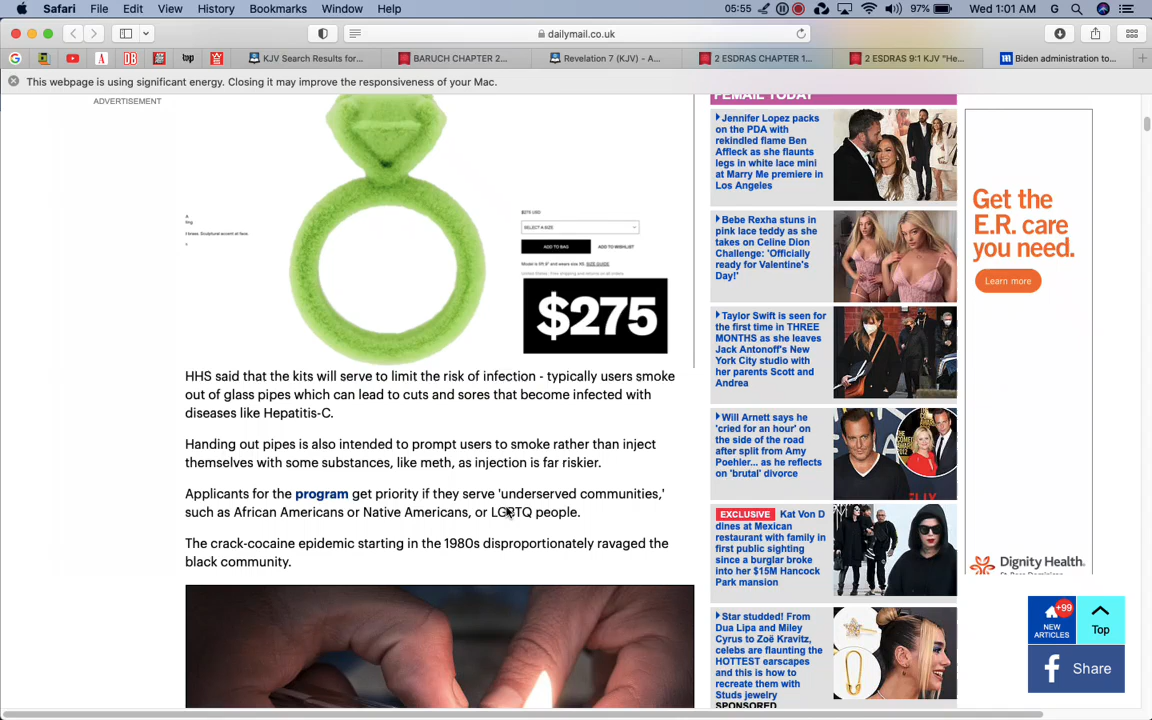 Safari File Edit View History Bookmarks Window Help 05:55 97% Wed 1:01 AM G
dailymail.co.uk
KJV Search Results for...
BARUCH CHAPTER 2...
Revelation 7 (KJV) - A...
2 ESDRAS CHAPTER 1...
2 ESDRAS 9:1 KJV "He...
Biden administration to...
This webpage is using significant energy. Closing it may improve the responsiveness of your Mac.
ADVERTISEMENT
$275 USD
SELECT A SIZE
ADD TO BAG ADD TO WISHLIST
$275
HHS said that the kits will serve to limit the risk of infection - typically users smoke
out of glass pipes which can lead to cuts and sores that become infected with
diseases like Hepatitis-C.
Handing out pipes is also intended to prompt users to smoke rather than inject
themselves with some substances, like meth, as injection is far riskier.
Applicants for the program get priority if they serve 'underserved communities,'
such as African Americans or Native Americans, or LGBTQ people.
The crack-cocaine epidemic starting in the 1980s disproportionately ravaged the
black community.
FEMAIL TODAY
Jennifer Lopez packs
on the PDA with
rekindled flame Ben
Affleck as she flaunts
legs in white lace mini
at Marry Me premiere in
Los Angeles
Bebe Rexha stuns in
pink lace teddy as she
takes on Celine Dion
Challenge: 'Officially
ready for Valentine's
Day!'
Taylor Swift is seen for
the first time in THREE
MONTHS as she leaves
Jack Antonoff's New
York City studio with
her parents Scott and
Andrea
Will Arnett says he
'cried for an hour' on
the side of the road
after split from Amy
Poehler... as he reflects
on 'brutal' divorce
EXCLUSIVE Kat Von D
dines at Mexican
restaurant with family in
first public sighting
since a burglar broke
into her $15M Hancock
Park mansion
Star studded! From
Dua Lipa and Miley
Cyrus to Zoë Kravitz,
celebs are flaunting the
HOTTEST earscapes
and this is how to
recreate them with
Studs jewelry
SPONSORED
Get the
E.R. care
you need.
Learn more
Dignity Health.
+99
NEW
ARTICLES
Top
Share